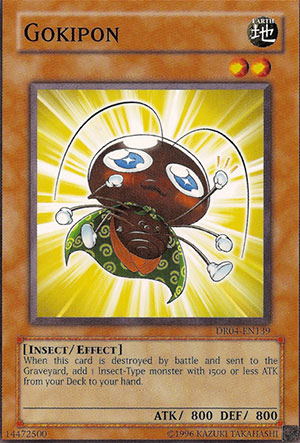 GOKIPON
EARTH
地
DR04-EN139
[INSECT/EFFECT]
When this card is destroyed by battle and sent to the
Graveyard, add 1 Insect-Type monster with 1500 or less ATK
from your Deck to your hand.
ATK/ 800 DEF/ 800
14472500
©1996 KAZUKI TAKAHASHI